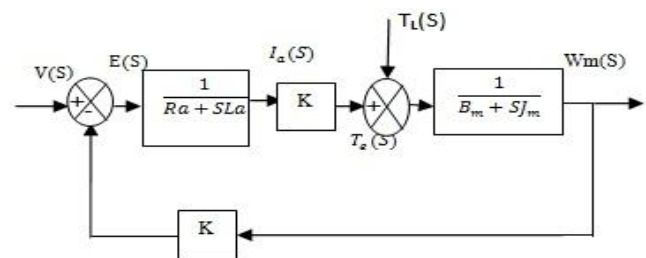 T_L(S)
V(S) E(S) I_a(S) Wm(S)
+ - 1/(Ra + SLa) K + 1/(B_m + SJ_m)
T_e(S)
K